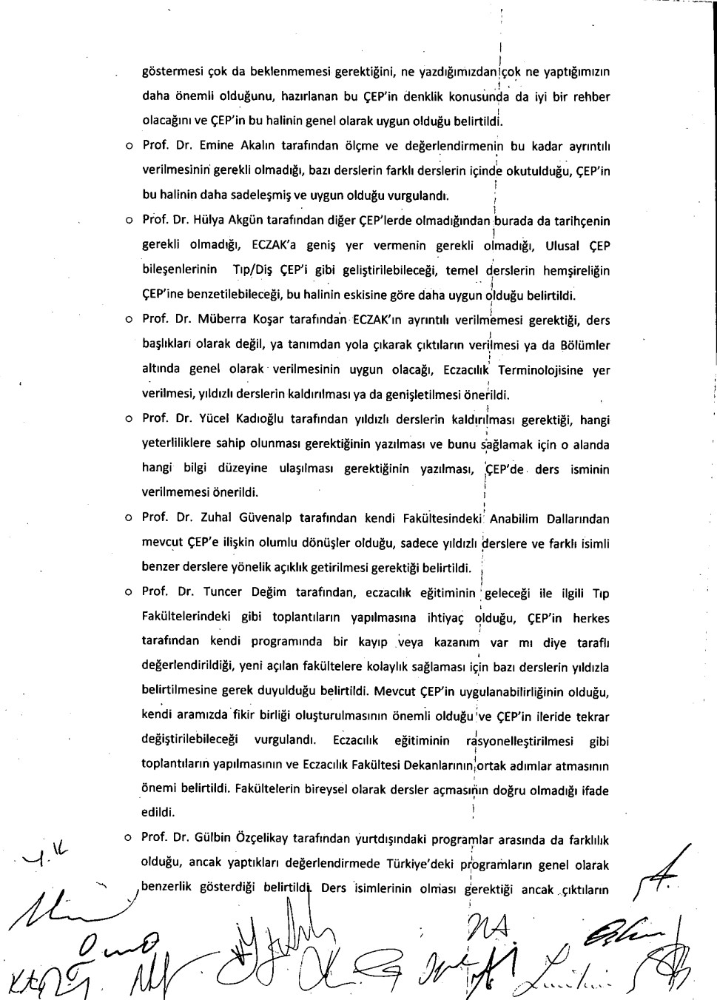 göstermesi çok da beklenmemesi gerektiğini, ne yazdığımızdan çok ne yaptığımızın
daha önemli olduğunu, hazırlanan bu ÇEP'in denklik konusunda da iyi bir rehber
olacağını ve ÇEP'in bu halinin genel olarak uygun olduğu belirtildi.
o Prof. Dr. Emine Akalın tarafından ölçme ve değerlendirmenin bu kadar ayrıntılı
verilmesinin gerekli olmadığı, bazı derslerin farklı derslerin içinde okutulduğu, ÇEP'in
bu halinin daha sadeleşmiş ve uygun olduğu vurgulandı.
o Prof. Dr. Hülya Akgün tarafından diğer ÇEP'lerde olmadığından burada da tarihçenin
gerekli olmadığı, ECZAK'a geniş yer vermenin gerekli olmadığı, Ulusal ÇEP
bileşenlerinin Tıp/Diş ÇEP'i gibi geliştirilebileceği, temel derslerin hemşireliğin
ÇEP'ine benzetilebileceği, bu halinin eskisine göre daha uygun olduğu belirtildi.
o Prof. Dr. Müberra Koşar tarafından ECZAK'ın ayrıntılı verilmemesi gerektiği, ders
başlıkları olarak değil, ya tanımdan yola çıkarak çıktıların verilmesi ya da Bölümler
altında genel olarak verilmesinin uygun olacağı, Eczacılık Terminolojisine yer
verilmesi, yıldızlı derslerin kaldırılması ya da genişletilmesi önerildi.
o Prof. Dr. Yücel Kadıoğlu tarafından yıldızlı derslerin kaldırılması gerektiği, hangi
yeterliliklere sahip olunması gerektiğinin yazılması ve bunu sağlamak için o alanda
hangi bilgi düzeyine ulaşılması gerektiğinin yazılması, ÇEP'de ders isminin
verilmemesi önerildi.
o Prof. Dr. Zuhal Güvenalp tarafından kendi Fakültesindeki Anabilim Dallarından
mevcut ÇEP'e ilişkin olumlu dönüşler olduğu, sadece yıldızlı derslere ve farklı isimli
benzer derslere yönelik açıklık getirilmesi gerektiği belirtildi.
o Prof. Dr. Tuncer Değim tarafından, eczacılık eğitiminin geleceği ile ilgili Tıp
Fakültelerindeki gibi toplantıların yapılmasına ihtiyaç olduğu, ÇEP'in herkes
tarafından kendi programında bir kayıp veya kazanım var mı diye taraflı
değerlendirildiği, yeni açılan fakültelere kolaylık sağlaması için bazı derslerin yıldızla
belirtilmesine gerek duyulduğu belirtildi. Mevcut ÇEP'in uygulanabilirliğinin olduğu,
kendi aramızda fikir birliği oluşturulmasının önemli olduğu ve ÇEP'in ileride tekrar
değiştirilebileceği vurgulandı. Eczacılık eğitiminin rasyonelleştirilmesi gibi
toplantıların yapılmasının ve Eczacılık Fakültesi Dekanlarının ortak adımlar atmasının
önemi belirtildi. Fakültelerin bireysel olarak dersler açmasının doğru olmadığı ifade
edildi.
o Prof. Dr. Gülbin Özçelikay tarafından yurtdışındaki programlar arasında da farklılık
olduğu, ancak yaptıkları değerlendirmede Türkiye'deki programların genel olarak
benzerlik gösterdiği belirtildi. Ders isimlerinin olması gerektiği ancak çıktıların